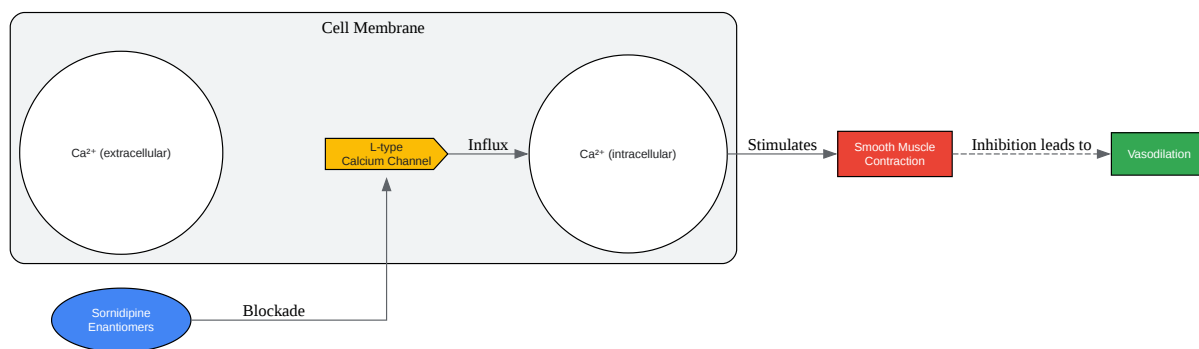 Cell Membrane
Ca²⁺ (extracellular)
L-type
Calcium Channel
Influx
Ca²⁺ (intracellular)
Stimulates
Smooth Muscle
Contraction
Inhibition leads to
Vasodilation
Sornidipine
Enantiomers
Blockade